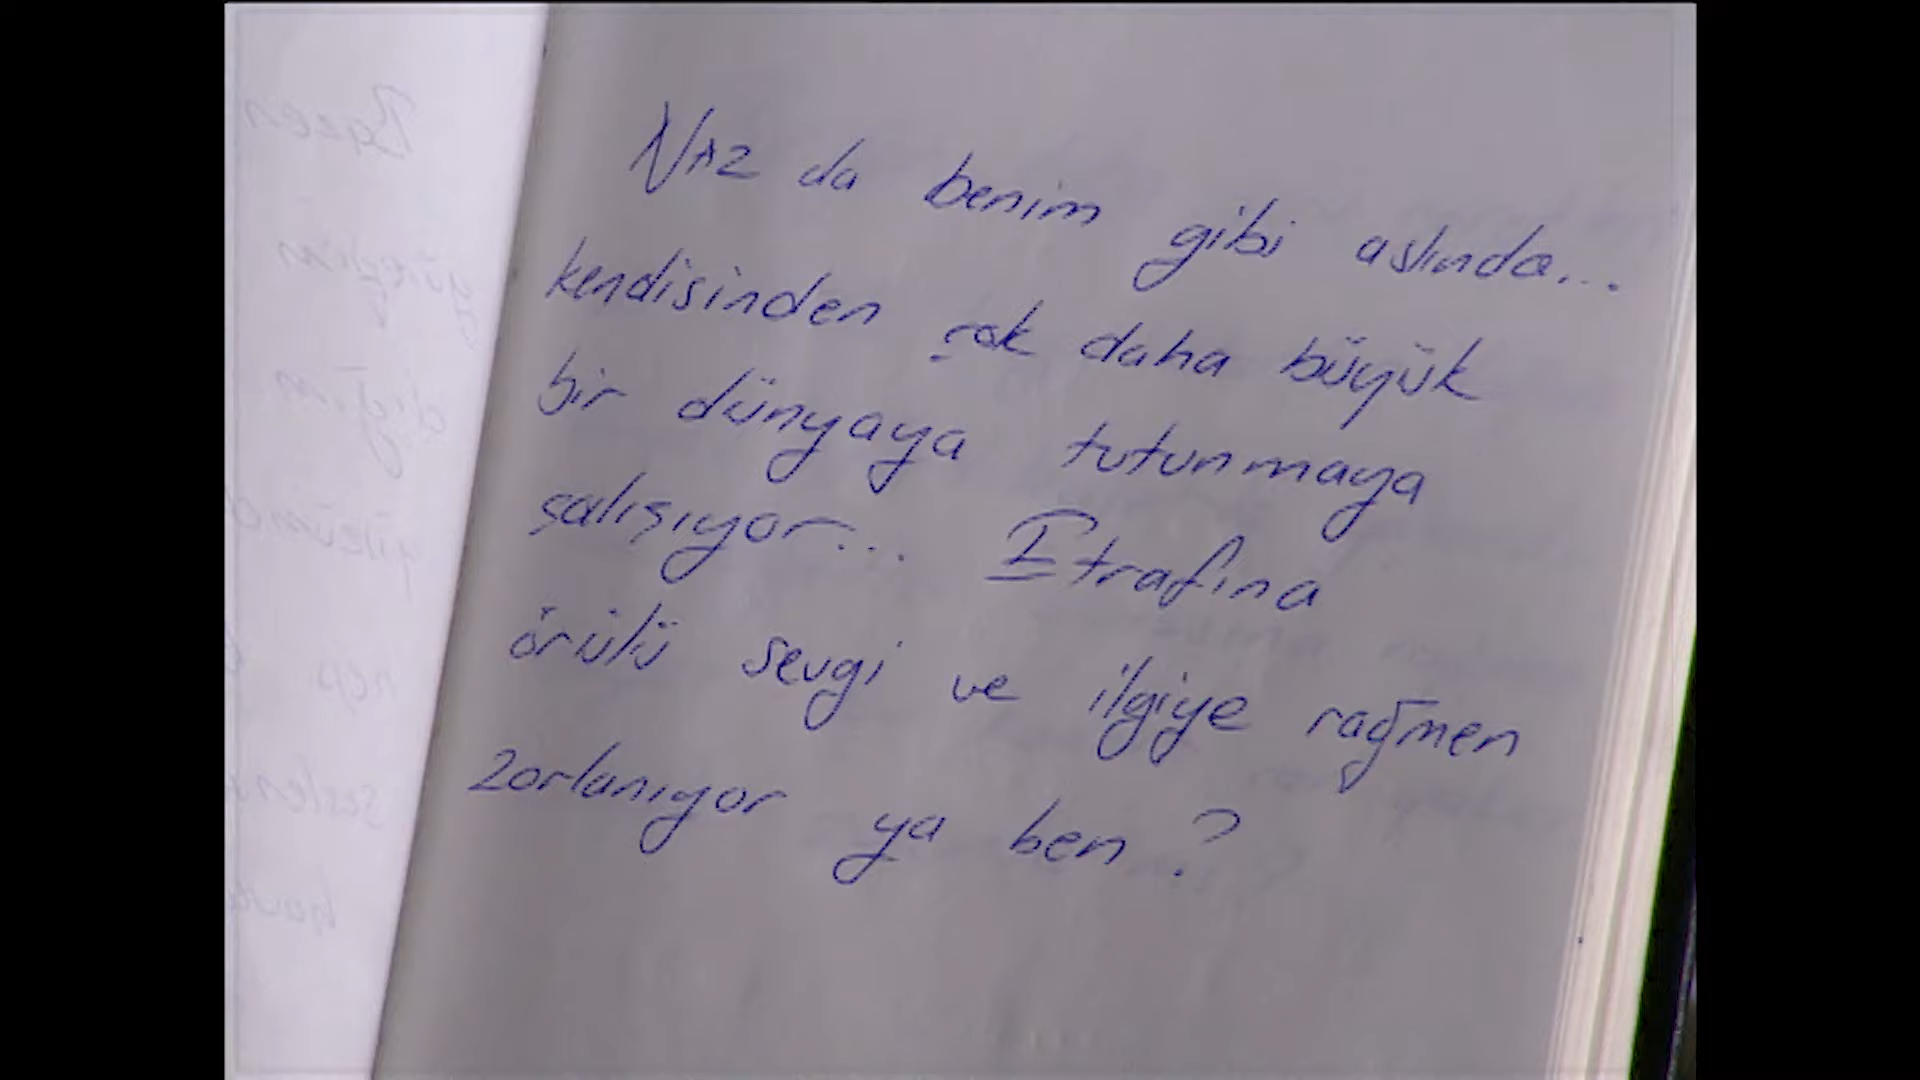 NAZ da benim gibi aslında...
kendisinden çok daha büyük
bir dünyaya tutunmaya
çalışıyor... Etrafına
örülü sevgi ve ilgiye rağmen
zorlanıyor ya ben?